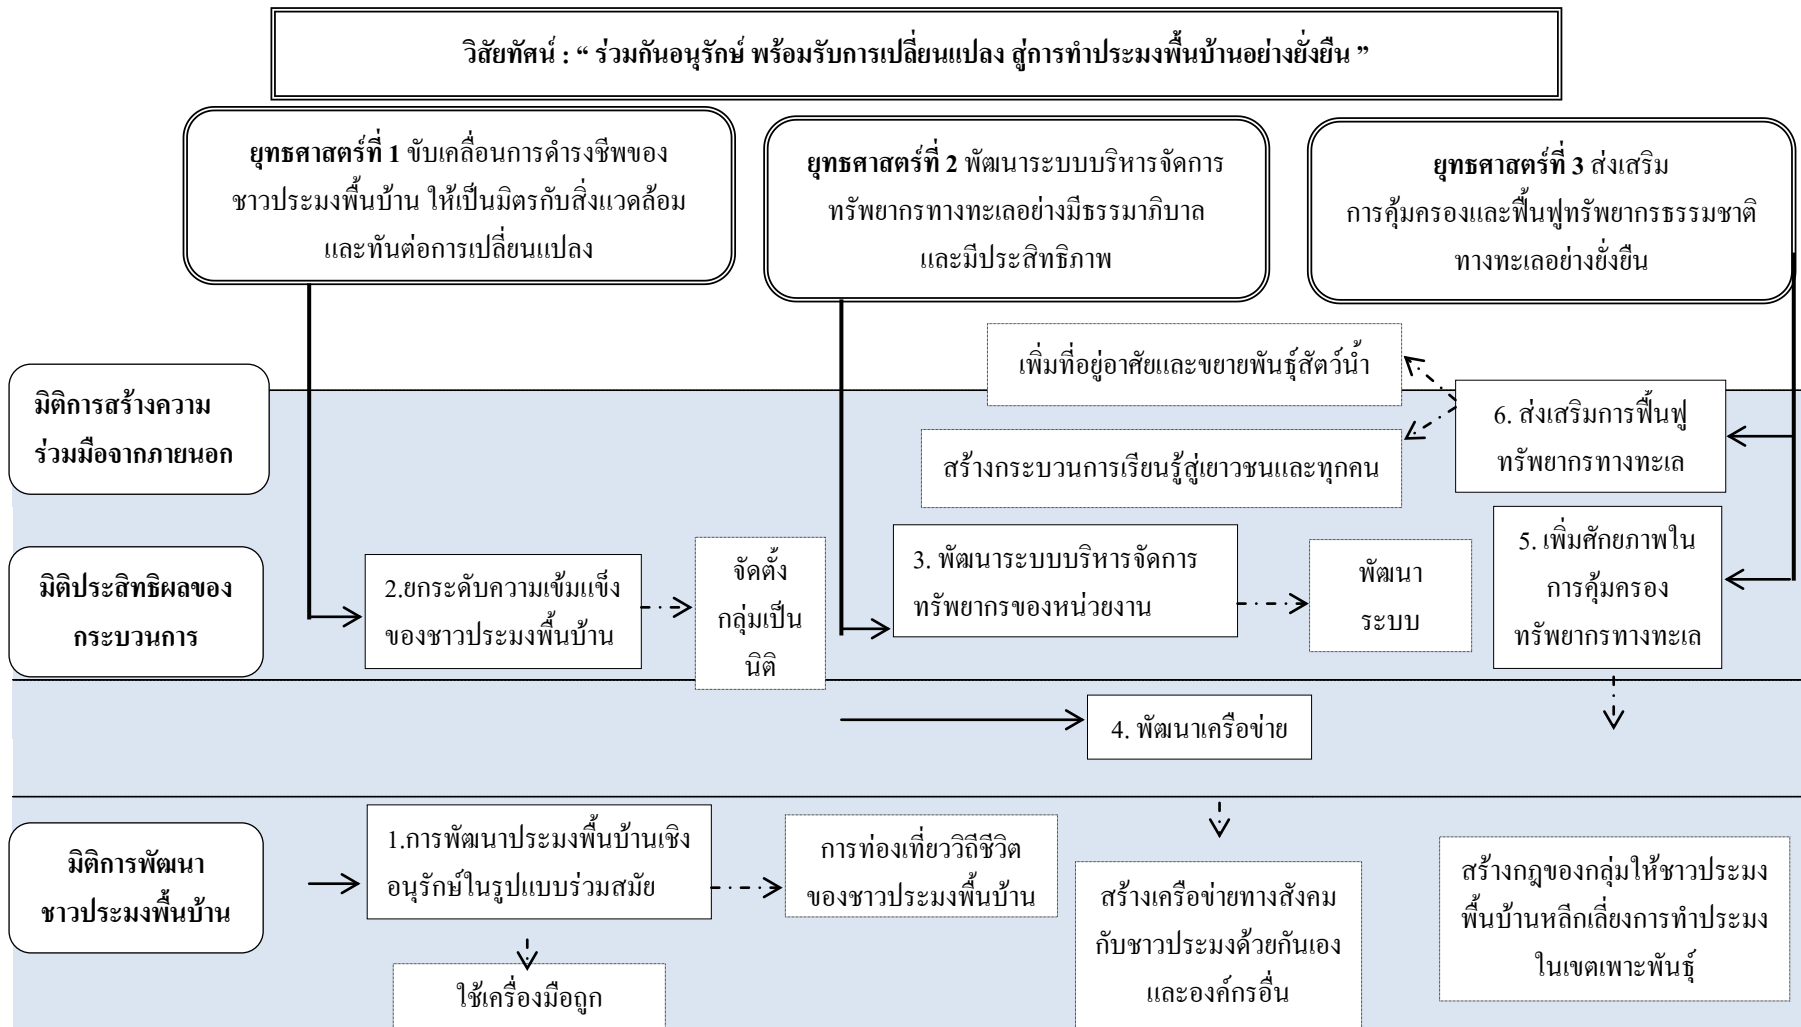 วิสัยทัศน์ : “ ร่วมกันอนุรักษ์ พร้อมรับการเปลี่ยนแปลง สู่การทำประมงพื้นบ้านอย่างยั่งยืน ”
ยุทธศาสตร์ที่ 1 ขับเคลื่อนการดำรงชีพของ
ชาวประมงพื้นบ้าน ให้เป็นมิตรกับสิ่งแวดล้อม
และทันต่อการเปลี่ยนแปลง
ยุทธศาสตร์ที่ 2 พัฒนาระบบบริหารจัดการ
ทรัพยากรทางทะเลอย่างมีธรรมาภิบาล
และมีประสิทธิภาพ
ยุทธศาสตร์ที่ 3 ส่งเสริม
การคุ้มครองและฟื้นฟูทรัพยากรธรรมชาติ
ทางทะเลอย่างยั่งยืน
มิติการสร้างความ
ร่วมมือจากภายนอก
เพิ่มที่อยู่อาศัยและขยายพันธุ์สัตว์น้ำ
สร้างกระบวนการเรียนรู้สู่เยาวชนและทุกคน
6. ส่งเสริมการฟื้นฟู
ทรัพยากรทางทะเล
มิติประสิทธิผลของ
กระบวนการ
2.ยกระดับความเข้มแข็ง
ของชาวประมงพื้นบ้าน
จัดตั้ง
กลุ่มเป็น
นิติ
3. พัฒนาระบบบริหารจัดการ
ทรัพยากรของหน่วยงาน
พัฒนา
ระบบ
5. เพิ่มศักยภาพใน
การคุ้มครอง
ทรัพยากรทางทะเล
4. พัฒนาเครือข่าย
มิติการพัฒนา
ชาวประมงพื้นบ้าน
1.การพัฒนาประมงพื้นบ้านเชิง
อนุรักษ์ในรูปแบบร่วมสมัย
การท่องเที่ยววิถีชีวิต
ของชาวประมงพื้นบ้าน
ใช้เครื่องมือถูก
สร้างเครือข่ายทางสังคม
กับชาวประมงด้วยกันเอง
และองค์กรอื่น
สร้างกฎของกลุ่มให้ชาวประมง
พื้นบ้านหลีกเลี่ยงการทำประมง
ในเขตเพาะพันธุ์